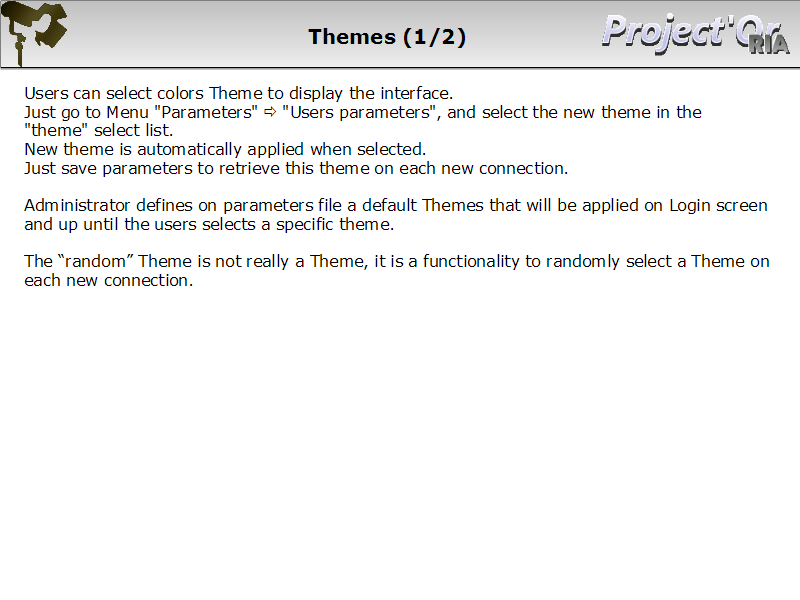 Themes (1/2)
Project'Or
RIA
Users can select colors Theme to display the interface.
Just go to Menu "Parameters" ⇨ "Users parameters", and select the new theme in the
"theme" select list.
New theme is automatically applied when selected.
Just save parameters to retrieve this theme on each new connection.
Administrator defines on parameters file a default Themes that will be applied on Login screen
and up until the users selects a specific theme.
The “random” Theme is not really a Theme, it is a functionality to randomly select a Theme on
each new connection.